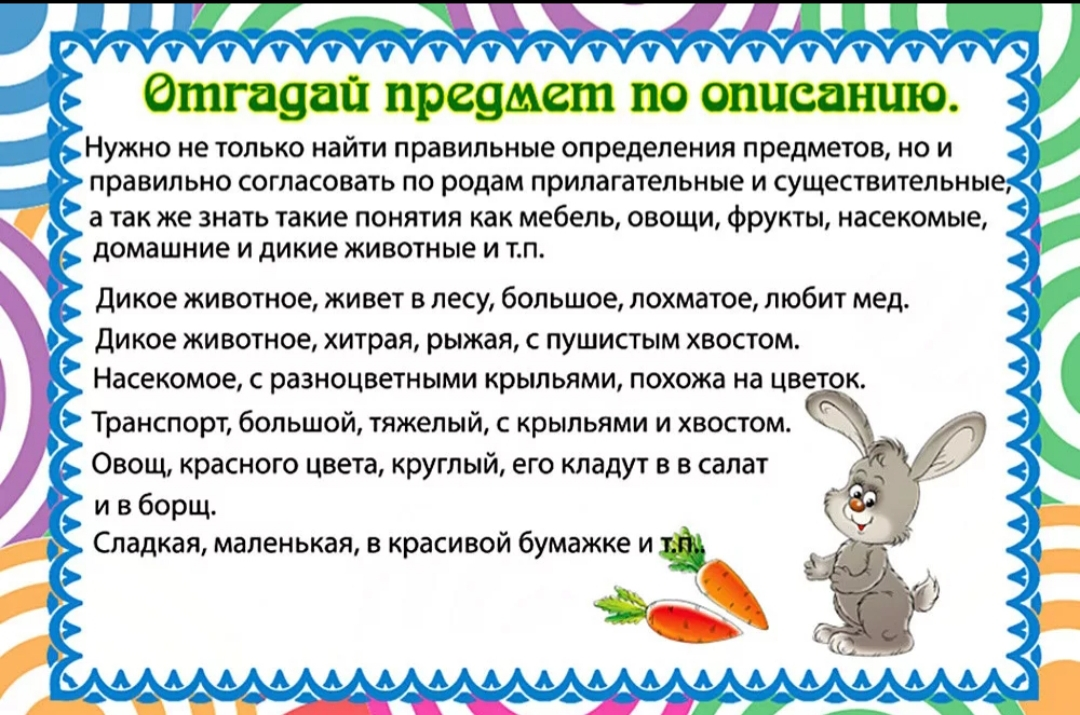 Отгадай предмет по описанию.
Нужно не только найти правильные определения предметов, но и
правильно согласовать по родам прилагательные и существительные,
а так же знать такие понятия как мебель, овощи, фрукты, насекомые,
домашние и дикие животные и т.п.
Дикое животное, живет в лесу, большое, лохматое, любит мед.
Дикое животное, хитрая, рыжая, с пушистым хвостом.
Насекомое, с разноцветными крыльями, похожа на цветок.
Транспорт, большой, тяжелый, с крыльями и хвостом.
Овощ, красного цвета, круглый, его кладут в в салат
и в борщ.
Сладкая, маленькая, в красивой бумажке и т.п..